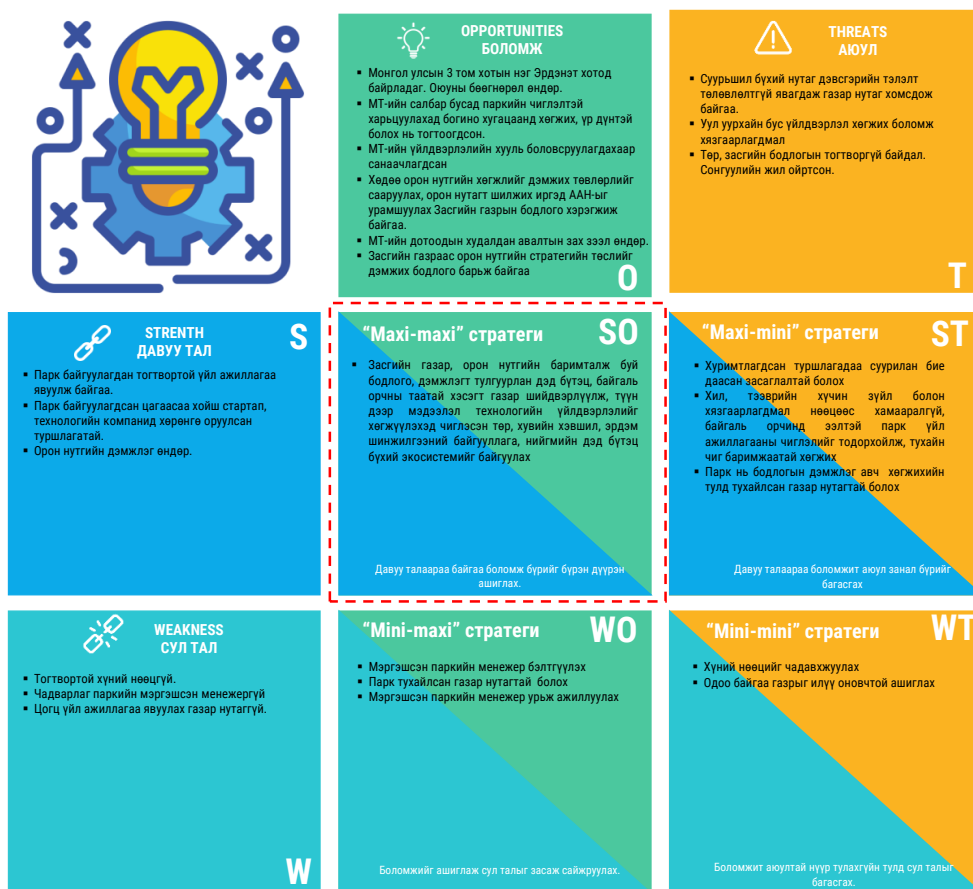 OPPORTUNITIES
БОЛОМЖ
▪ Монгол улсын 3 том хотын нэг Эрдэнэт хотод
байрладаг. Оюуны бөөгнөрөл өндөр.
▪ МТ-ийн салбар бусад паркийн чиглэлтэй
харьцуулахад богино хугацаанд хөгжих, үр дүнтэй
болох нь тогтоогдсон.
▪ МТ-ийн үйлдвэрлэлийн хууль боловсруулагдахаар
санаачлагдсан
▪ Хөдөө орон нутгийн хөгжлийг дэмжих төвлөрлийг
сааруулах, орон нутагт шилжих иргэд ААН-ыг
урамшуулах Засгийн газрын бодлого хэрэгжиж
байгаа.
▪ МТ-ийн дотоодын худалдан авалтын зах зээл өндөр.
▪ Засгийн газраас орон нутгийн стратегийн төслийг
дэмжих бодлого барьж байгаа
O
THREATS
АЮУЛ
▪ Суурьшил бүхий нутаг дэвсгэрийн тэлэлт
төлөвлөлтгүй явагдаж газар нутаг хомсдож
байгаа.
▪ Уул уурхайн бус үйлдвэрлэл хөгжих боломж
хязгаарлагдмал
▪ Төр, засгийн бодлогын тогтворгүй байдал.
Сонгуулийн жил ойртсон.
T
STRENTH
ДАВУУ ТАЛ
S
▪ Парк байгуулагдан тогтвортой үйл ажиллагаа
явуулж байгаа.
▪ Парк байгуулагдсан цагаасаа хойш стартап,
технологийн компанид хөрөнгө оруулсан
туршлагатай.
▪ Орон нутгийн дэмжлэг өндөр.
“Maxi-maxi” стратеги
SO
▪ Засгийн газар, орон нутгийн баримталж буй
бодлого, дэмжлэгт тулгуурлан дэд бүтэц, байгаль
орчны таатай хэсэгт газар шийдвэрлүүлж, түүн
дээр мэдээлэл технологийн үйлдвэрлэлийг
хөгжүүлэхэд чиглэсэн төр, хувийн хэвшил, эрдэм
шинжилгээний байгууллага, нийгмийн дэд бүтэц
бүхий экосистемийг байгуулах
Давуу талаараа байгаа боломж бүрийг бүрэн дүүрэн
ашиглах.
“Maxi-mini” стратеги
ST
▪ Хуримтлагдсан туршлагадаа суурилан бие
даасан засаглалтай болох
▪ Хил, тээврийн хүчин зүйл болон
хязгаарлагдмал нөөцөөс хамааралгүй,
байгаль орчинд ээлтэй парк үйл
ажиллагааны чиглэлийг тодорхойлж, тухайн
чиг баримжаатай хөгжих
▪ Парк нь бодлогын дэмжлэг авч хөгжихийн
тулд тухайлсан газар нутагтай болох
Давуу талаараа боломжит аюул занал бүрийг
багасгах
WEAKNESS
СУЛ ТАЛ
▪ Тогтвортой хүний нөөцгүй.
▪ Чадварлаг паркийн мэргэшсэн менежергүй
▪ Цогц үйл ажиллагаа явуулах газар нутаггүй.
W
“Mini-maxi” стратеги
WO
▪ Мэргэшсэн паркийн менежер бэлтгүүлэх
▪ Парк тухайлсан газар нутагтай болох
▪ Мэргэшсэн паркийн менежер урьж ажиллуулах
Боломжийг ашиглаж сул талыг засаж сайжруулах.
“Mini-mini” стратеги
WT
▪ Хүний нөөцийг чадавхжуулах
▪ Одоо байгаа газрыг илүү оновчтой ашиглах
Боломжит аюултай нүүр тулахгүйн тулд сул талыг
багасгах.